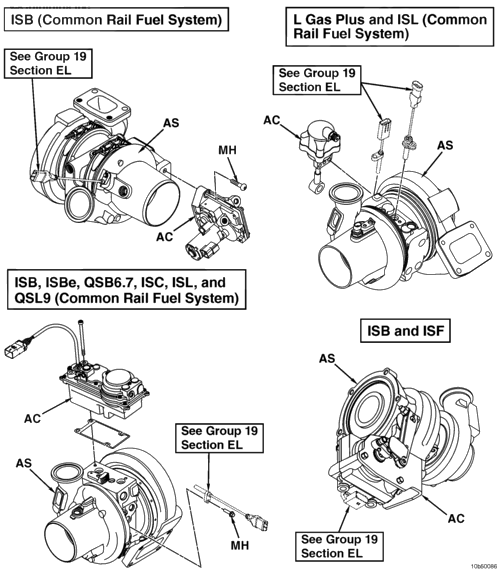 ISB (Common Rail Fuel System)
See Group 19
Section EL
AS
MH
AC
L Gas Plus and ISL (Common
Rail Fuel System)
See Group 19
Section EL
AC
AS
ISB, ISBe, QSB6.7, ISC, ISL, and
QSL9 (Common Rail Fuel System)
AC
See Group 19
Section EL
AS
MH
ISB and ISF
AS
AC
See Group 19
Section EL
10b60086